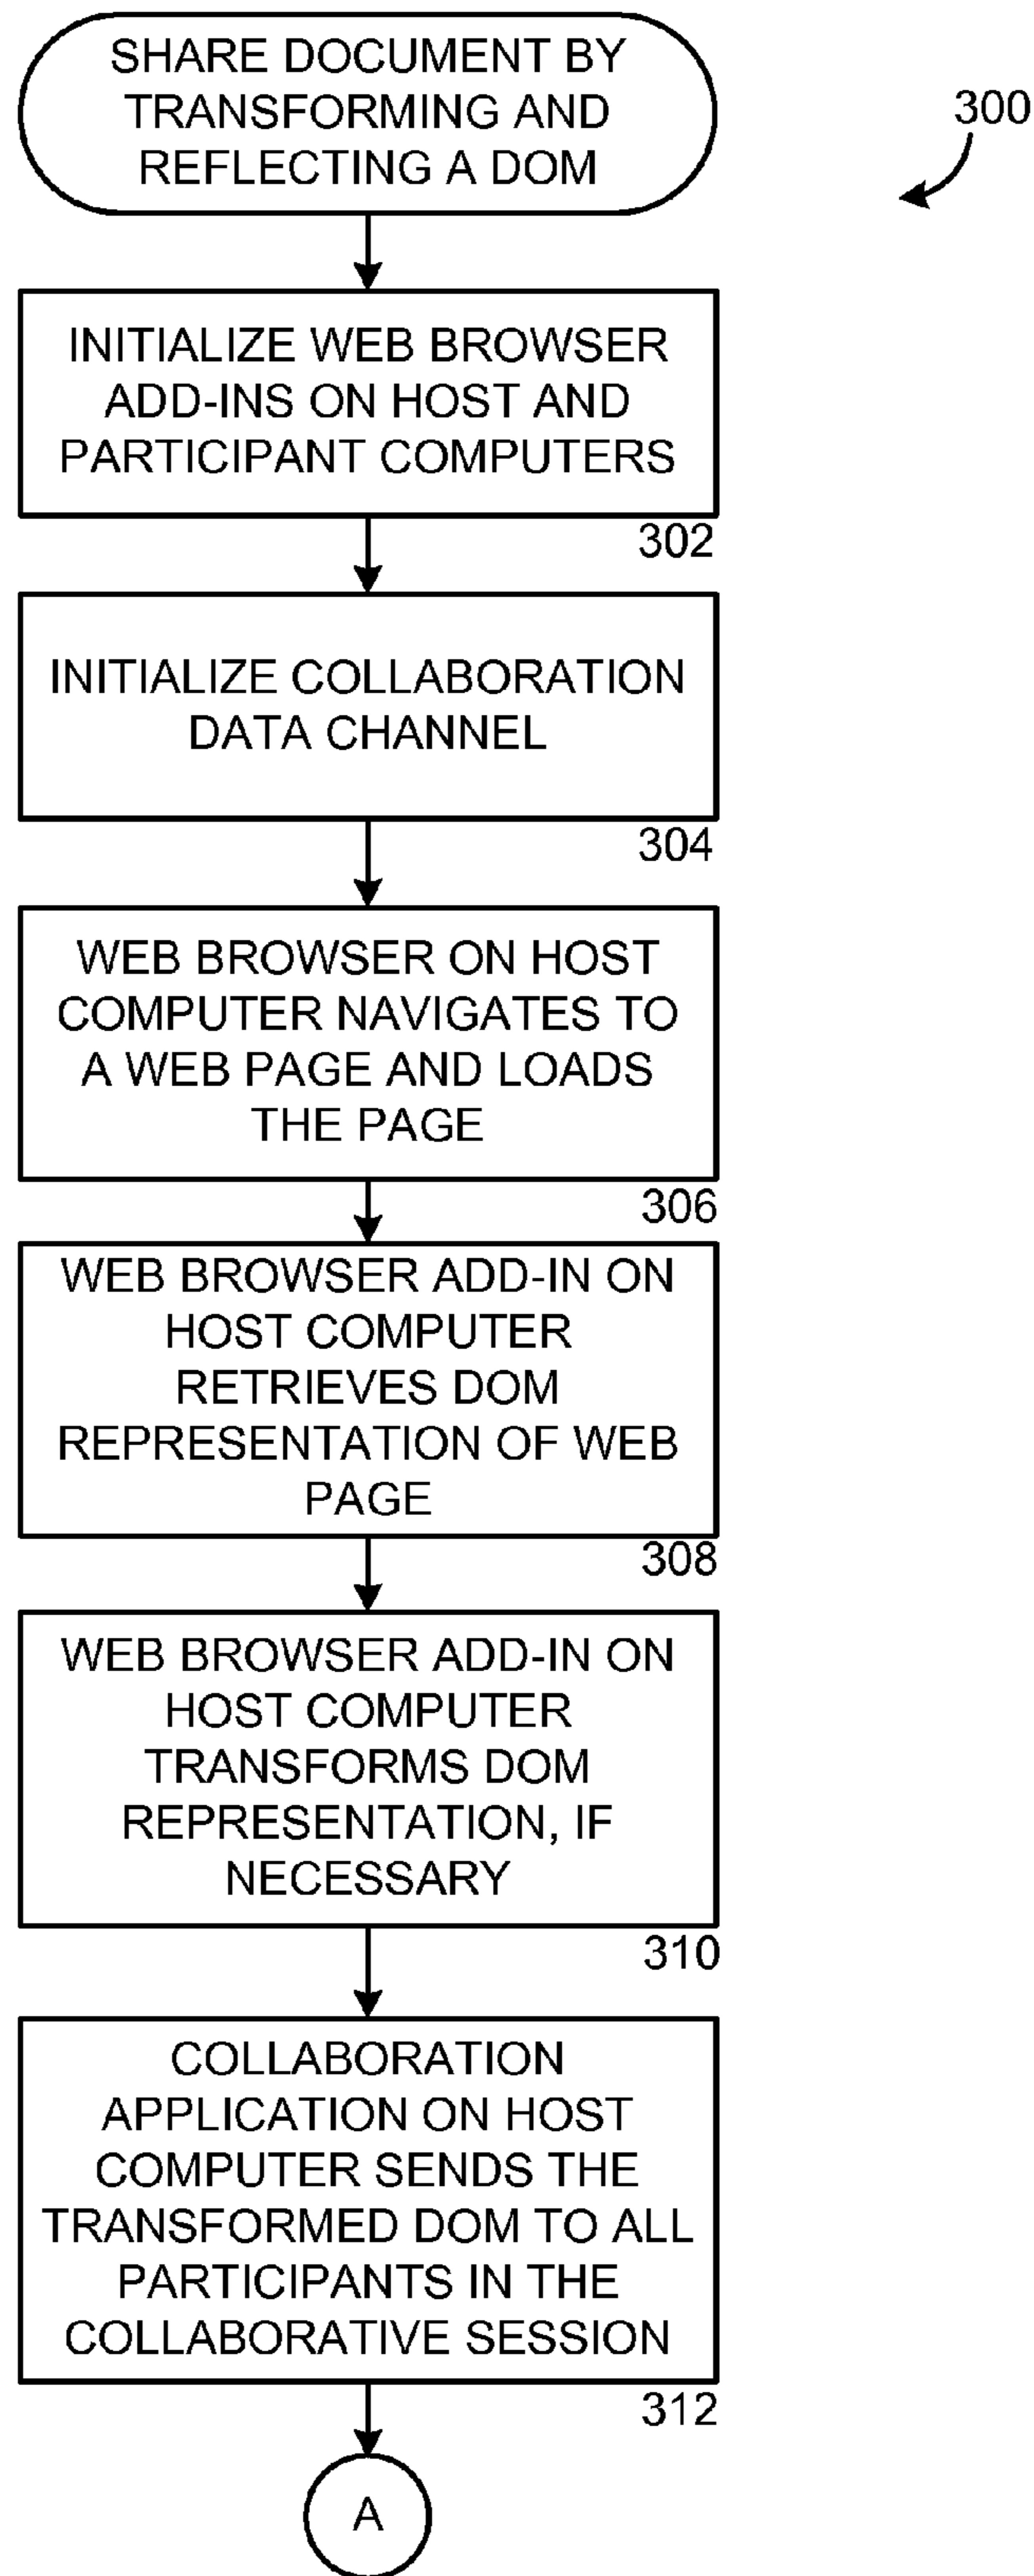 SHARE DOCUMENT BY
TRANSFORMING AND
REFLECTING A DOM
300
INITIALIZE WEB BROWSER
ADD-INS ON HOST AND
PARTICIPANT COMPUTERS
302
INITIALIZE COLLABORATION
DATA CHANNEL
304
WEB BROWSER ON HOST
COMPUTER NAVIGATES TO
A WEB PAGE AND LOADS
THE PAGE
306
WEB BROWSER ADD-IN ON
HOST COMPUTER
RETRIEVES DOM
REPRESENTATION OF WEB
PAGE
308
WEB BROWSER ADD-IN ON
HOST COMPUTER
TRANSFORMS DOM
REPRESENTATION, IF
NECESSARY
310
COLLABORATION
APPLICATION ON HOST
COMPUTER SENDS THE
TRANSFORMED DOM TO ALL
PARTICIPANTS IN THE
COLLABORATIVE SESSION
312
A